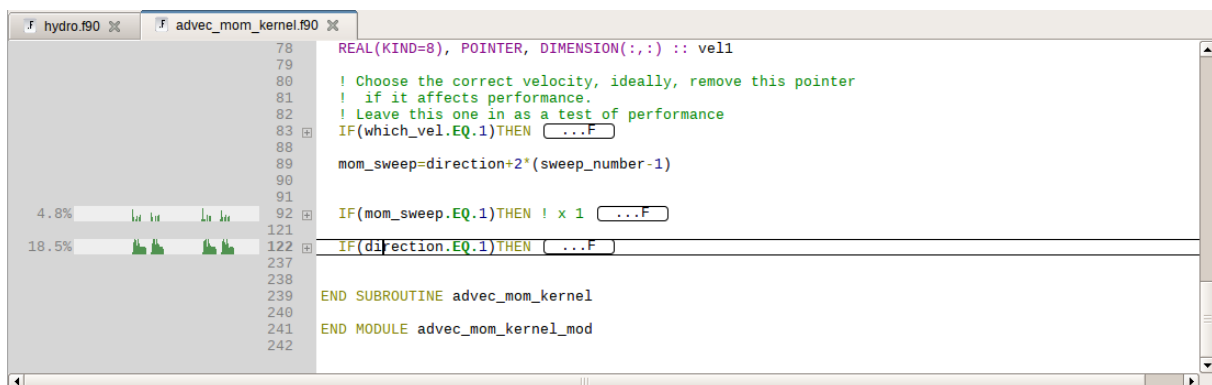 hydro.f90 advec_mom_kernel.f90
78 REAL(KIND=8), POINTER, DIMENSION(:,:) :: vel1
79
80 ! Choose the correct velocity, ideally, remove this pointer
81 !  if it affects performance.
82 ! Leave this one in as a test of performance
83 IF(which_vel.EQ.1)THEN ...F
88
89 mom_sweep=direction+2*(sweep_number-1)
90
91
4.8% 92 IF(mom_sweep.EQ.1)THEN ! x 1 ...F
121
18.5% 122 IF(direction.EQ.1)THEN ...F
237
238
239 END SUBROUTINE advec_mom_kernel
240
241 END MODULE advec_mom_kernel_mod
242